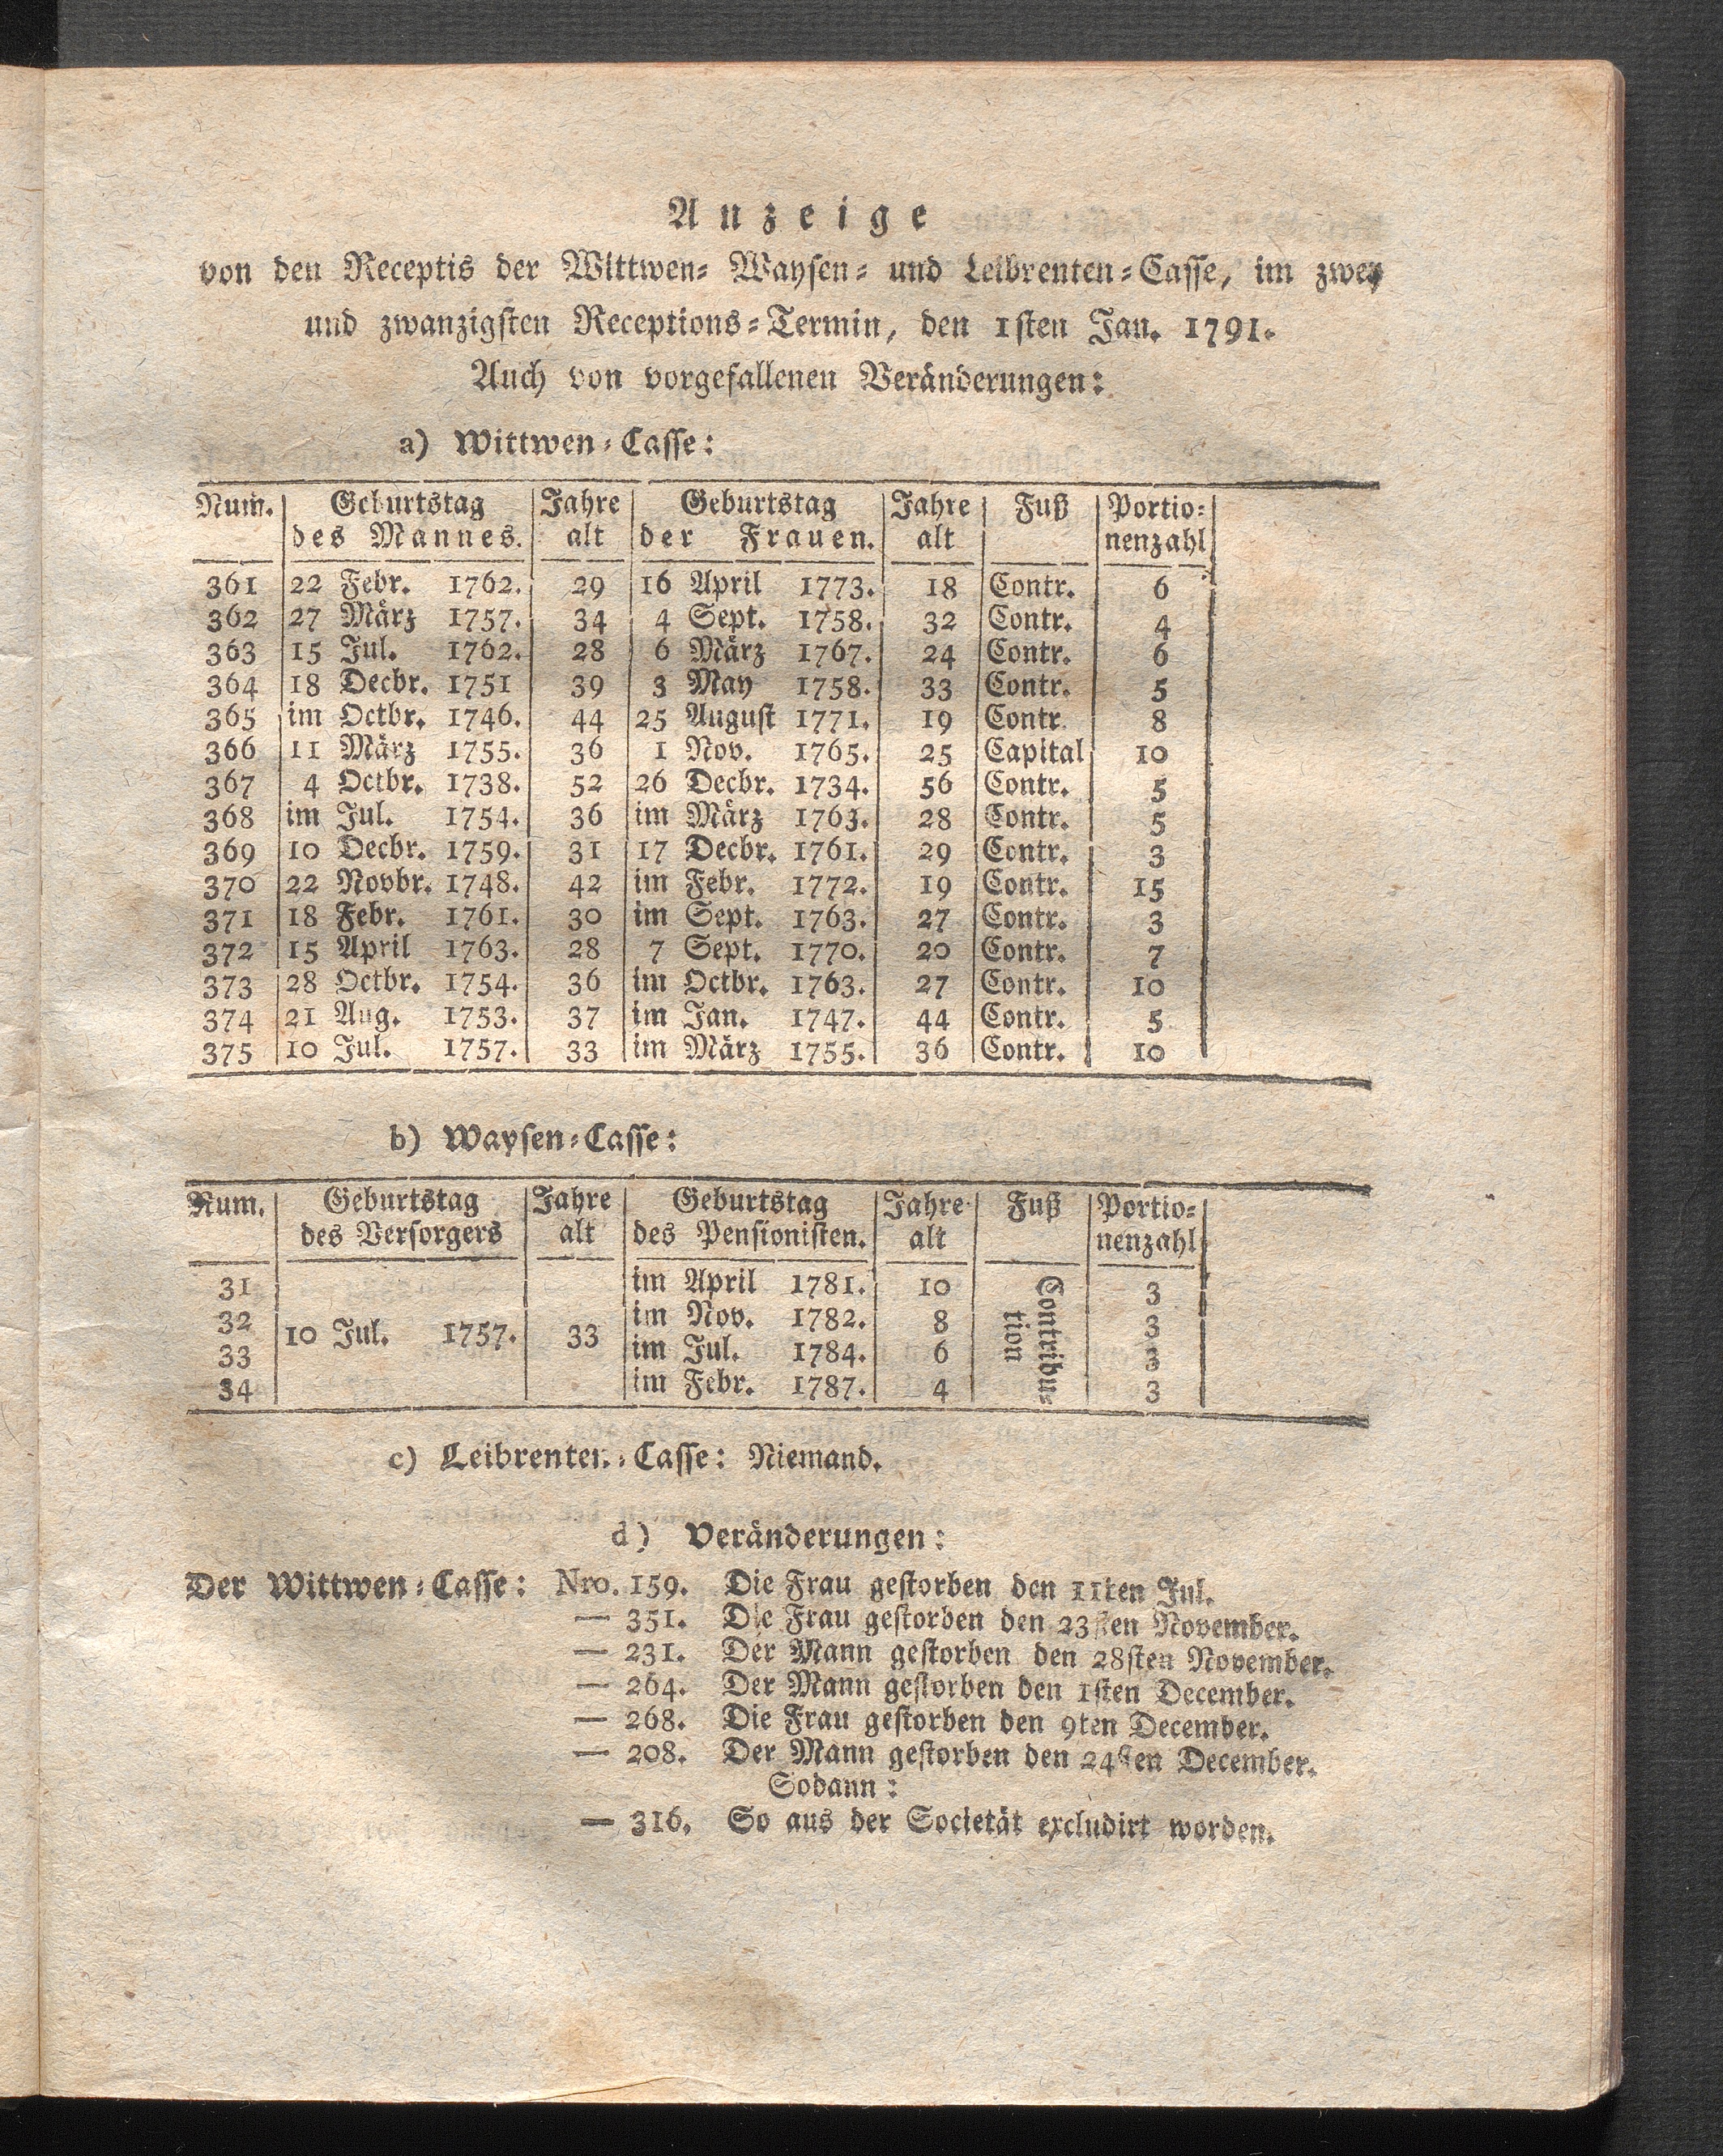 Anzeige
von den Receptis der Wittwen- Waysen- und Leibrenten-Casse, im zwey
und zwanzigsten Receptions-Termin, den 1sten Jan. 1791.
Auch von vorgefallenen Veränderungen:
a) Wittwen-Casse:
Num. Geburtstag Jahre Geburtstag Jahre Fuß Portio-
des Mannes. alt der Frauen. alt nenzahl
361 22 Febr. 1762. 29 16 April 1773. 18 Contr. 6
362 27 März 1757. 34 4 Sept. 1758. 32 Contr. 4
363 15 Jul. 1762. 28 6 März 1767. 24 Contr. 6
364 18 Decbr. 1751 39 3 May 1758. 33 Contr. 5
365 im Octbr. 1746. 44 25 August 1771. 19 Contr. 8
366 11 März 1755. 36 1 Nov. 1765. 25 Capital 10
367 4 Octbr. 1738. 52 26 Decbr. 1734. 56 Contr. 5
368 im Jul. 1754. 36 im März 1763. 28 Contr. 5
369 10 Decbr. 1759. 31 17 Decbr. 1761. 29 Contr. 3
370 22 Novbr. 1748. 42 im Febr. 1772. 19 Contr. 15
371 18 Febr. 1761. 30 im Sept. 1763. 27 Contr. 3
372 15 April 1763. 28 7 Sept. 1770. 20 Contr. 7
373 28 Octbr. 1754. 36 im Octbr. 1763. 27 Contr. 10
374 21 Aug. 1753. 37 im Jan. 1747. 44 Contr. 5
375 10 Jul. 1757. 33 im März 1755. 36 Contr. 10
b) Waysen-Casse:
Num. Geburtstag Jahre Geburtstag Jahre Fuß Portio-
des Versorgers alt des Pensionisten. alt nenzahl
31 im April 1781. 10 3
32 im Nov. 1782. 8 3
10 Jul. 1757. 33
33 im Jul. 1784. 6 3
34 im Febr. 1787. 4 3
Contribu-
tion
c) Leibrenten-Casse: Niemand.
d) Veränderungen:
Der Wittwen-Casse: Nro. 159. Die Frau gestorben den 11ten Jul.
— 351. Die Frau gestorben den 23sten November.
— 231. Der Mann gestorben den 28sten November.
— 264. Der Mann gestorben den 1sten December.
— 268. Die Frau gestorben den 9ten December.
— 208. Der Mann gestorben den 24sten December.
Sodann:
— 316. So aus der Societät excludirt worden.